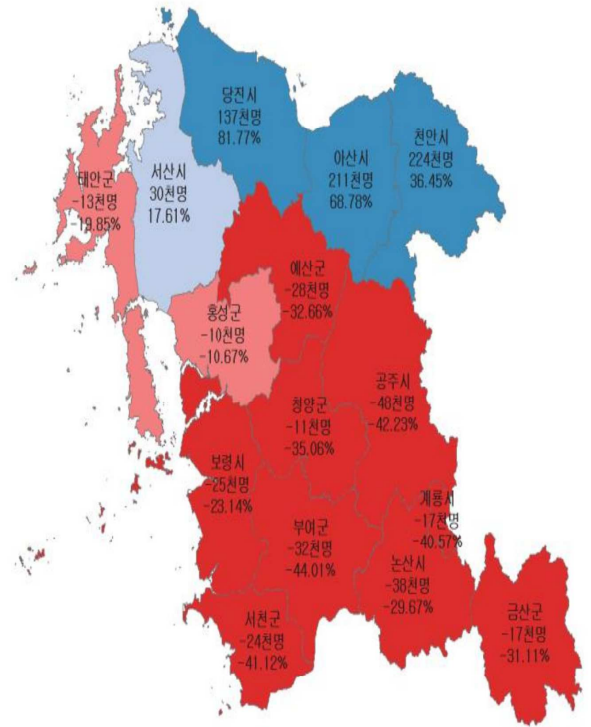 당진시
137천명
81.77%
아산시
211천명
68.78%
천안시
224천명
36.45%
서산시
30천명
17.61%
태안군
-13천명
-19.85%
예산군
-28천명
-32.66%
홍성군
-10천명
-10.67%
공주시
-48천명
-42.23%
청양군
-11천명
-35.06%
보령시
-25천명
-23.14%
계룡시
-17천명
-40.57%
부여군
-32천명
-44.01%
논산시
-38천명
-29.67%
서천군
-24천명
-41.12%
금산군
-17천명
-31.11%